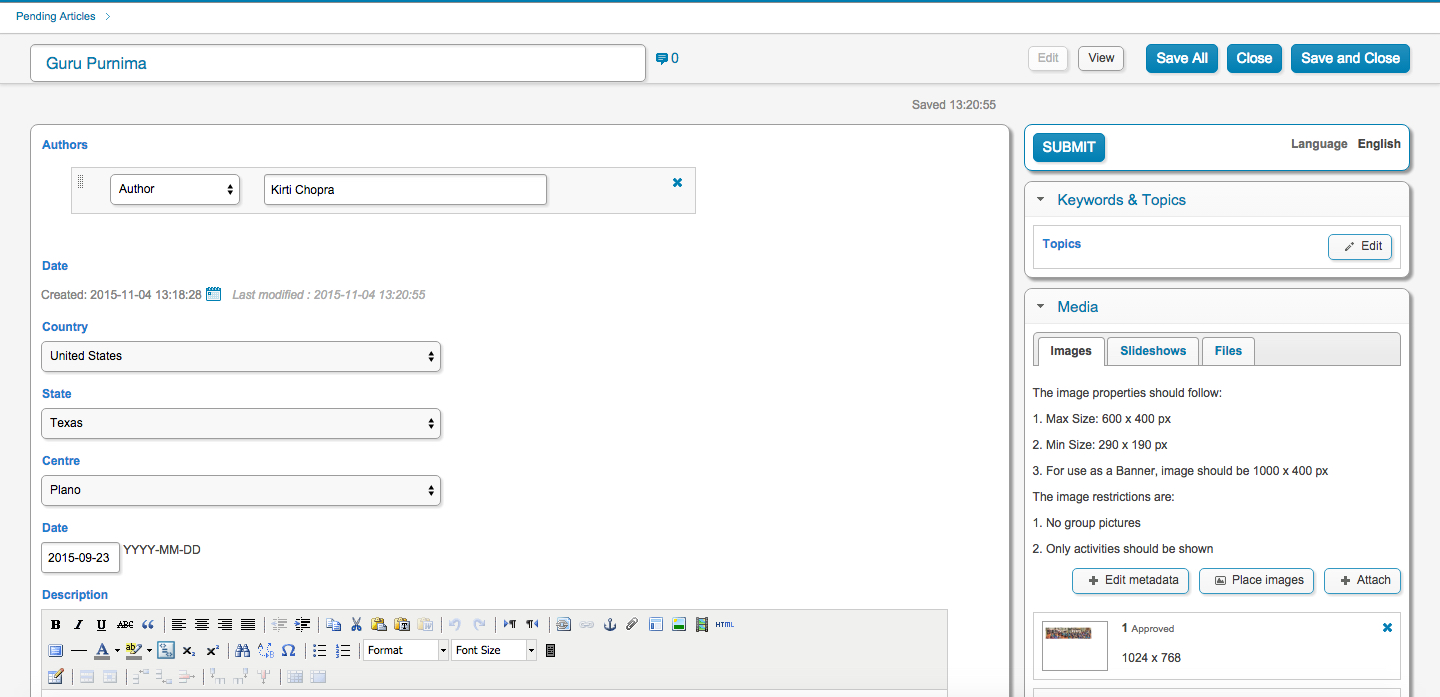 Pending Articles
Guru Purnima
0
Edit
View
Save All
Close
Save and Close
Saved 13:20:55
Authors
Author
Kirti Chopra
Date
Created: 2015-11-04 13:18:28
Last modified : 2015-11-04 13:20:55
Country
United States
State
Texas
Centre
Plano
Date
2015-09-23
YYYY-MM-DD
Description
B I U ABC
HTML
A ab x₂ x² Ω
Format
Font Size
SUBMIT
Language English
Keywords & Topics
Topics
Edit
Media
Images
Slideshows
Files
The image properties should follow:
1. Max Size: 600 x 400 px
2. Min Size: 290 x 190 px
3. For use as a Banner, image should be 1000 x 400 px
The image restrictions are:
1. No group pictures
2. Only activities should be shown
Edit metadata
Place images
Attach
1 Approved
1024 x 768